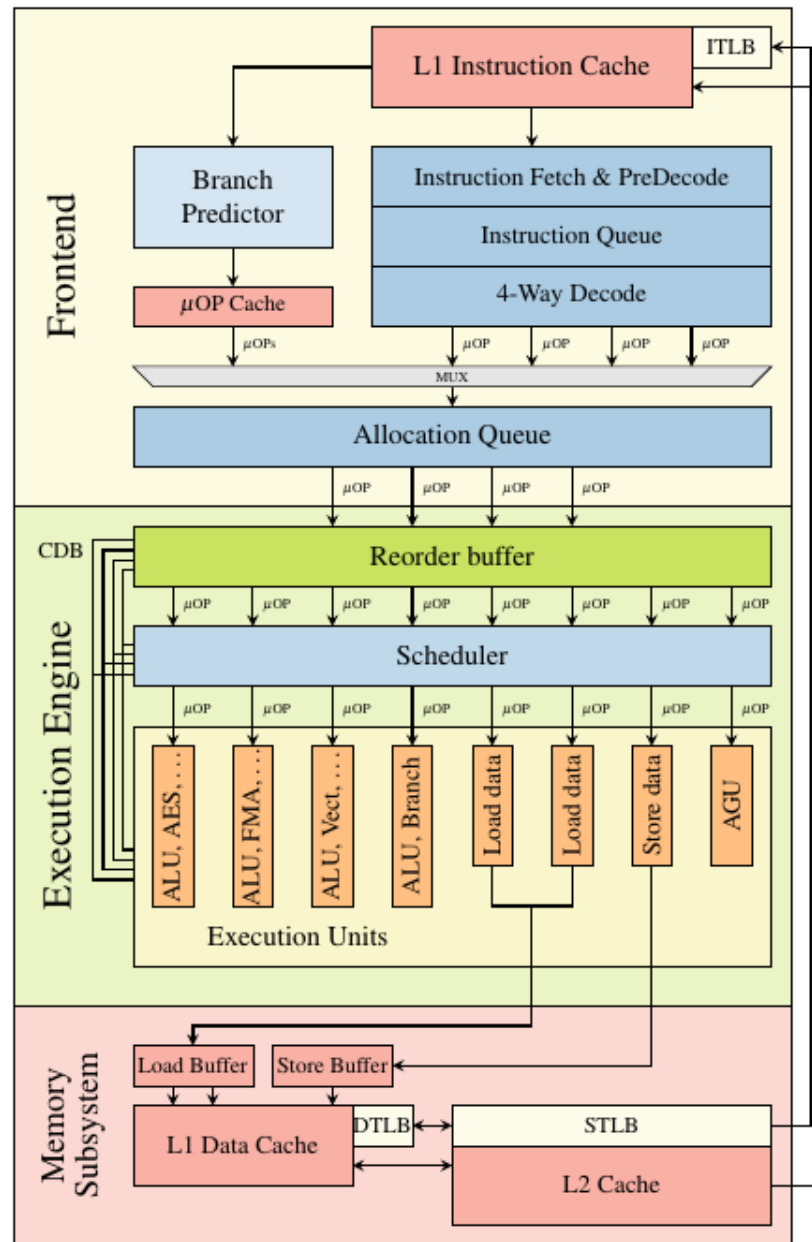 L1 Instruction Cache
ITLB
Frontend
Branch
Predictor
Instruction Fetch & PreDecode
Instruction Queue
4-Way Decode
µOP Cache
µOPs
µOP
µOP
µOP
µOP
MUX
Allocation Queue
µOP
µOP
µOP
µOP
Execution Engine
CDB
Reorder buffer
µOP
µOP
µOP
µOP
µOP
µOP
µOP
µOP
Scheduler
µOP
µOP
µOP
µOP
µOP
µOP
µOP
µOP
ALU, AES, . . .
ALU, FMA, . . .
ALU, Vect, . . .
ALU, Branch
Load data
Load data
Store data
AGU
Execution Units
Memory
Subsystem
Load Buffer
Store Buffer
L1 Data Cache
DTLB
STLB
L2 Cache